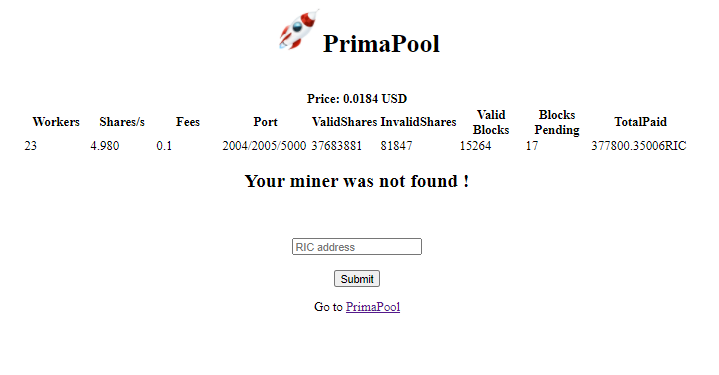 PrimaPool
Price: 0.0184 USD
Workers Shares/s Fees Port ValidShares InvalidShares Valid Blocks Blocks Pending TotalPaid
23 4.980 0.1 2004/2005/5000 37683881 81847 15264 17 377800.35006RIC
Your miner was not found !
RIC address
Submit
Go to PrimaPool